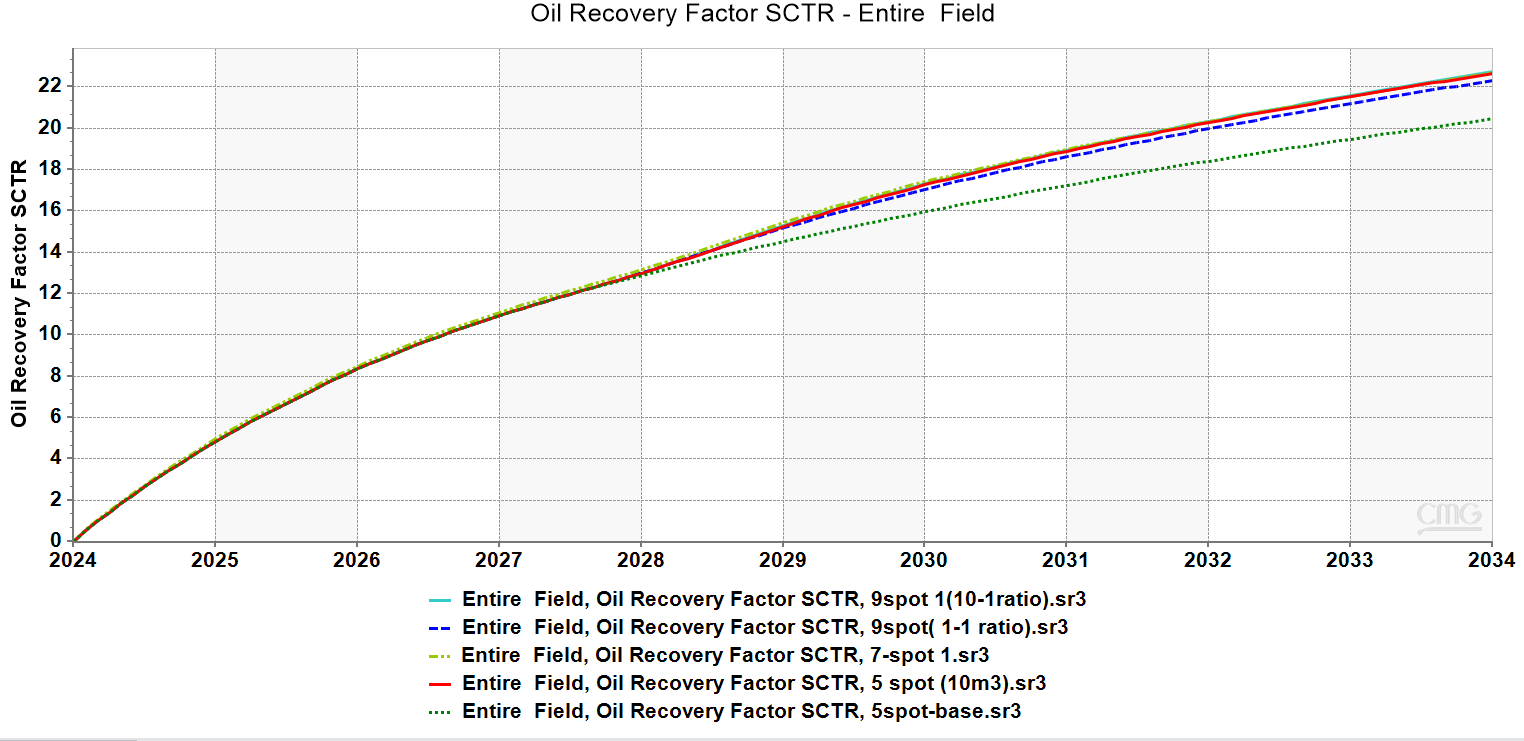 Oil Recovery Factor SCTR - Entire  Field
Oil Recovery Factor SCTR
22
20
18
16
14
12
10
8
6
4
2
0
2024 2025 2026 2027 2028 2029 2030 2031 2032 2033 2034
CMG
Entire  Field, Oil Recovery Factor SCTR, 9spot 1(10-1ratio).sr3
Entire  Field, Oil Recovery Factor SCTR, 9spot( 1-1 ratio).sr3
Entire  Field, Oil Recovery Factor SCTR, 7-spot 1.sr3
Entire  Field, Oil Recovery Factor SCTR, 5 spot (10m3).sr3
Entire  Field, Oil Recovery Factor SCTR, 5spot-base.sr3